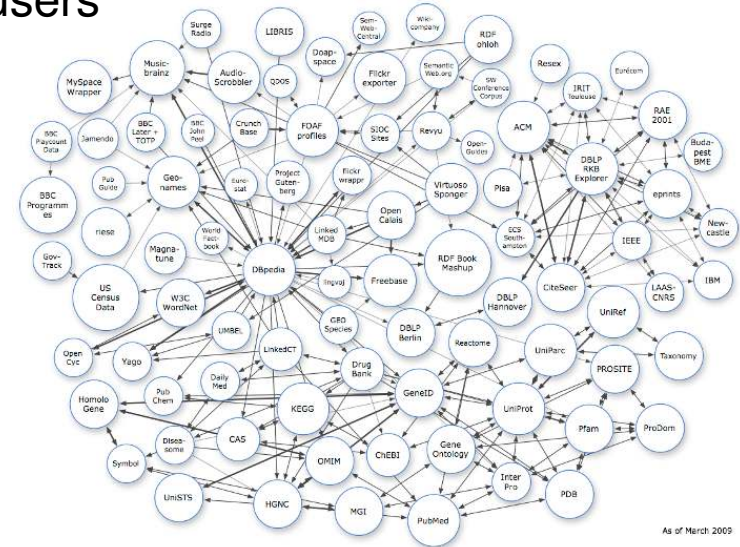 users
Surge
Radio
LIBRIS
Sem-
Web-
Central
Wiki-
company
RDF
ohloh
Doap-
space
Music-
brainz
Audio-
Scrobbler
QDOS
Flickr
exporter
Semantic
Web.org
SW
Conference
Corpus
MySpace
Wrapper
Resex
Eurécom
IRIT
Toulouse
RAE
2001
BBC
Playcount
Data
Jamendo
BBC
Later +
TOTP
BBC
John
Peel
Crunch
Base
FOAF
profiles
SIOC
Sites
Revyu
Open-
Guides
ACM
Buda-
pest
BME
DBLP
RKB
Explorer
BBC
Programm
es
Pub
Guide
Geo-
names
Euro-
stat
Project
Guten-
berg
flickr
wrappr
Virtuoso
Sponger
Pisa
eprints
riese
World
Fact-
book
Linked
MDB
Open
Calais
ECS
South-
ampton
IEEE
New-
castle
Gov-
Track
Magna-
tune
DBpedia
RDF Book
Mashup
US
Census
Data
W3C
WordNet
lingvoj
Freebase
DBLP
Hannover
CiteSeer
LAAS-
CNRS
IBM
UMBEL
GEO
Species
DBLP
Berlin
Reactome
UniRef
Open
Cyc
Yago
LinkedCT
Drug
Bank
UniParc
Taxonomy
PROSITE
Homolo
Gene
Pub
Chem
Daily
Med
KEGG
GeneID
UniProt
Pfam
ProDom
Disea-
some
CAS
Symbol
OMIM
ChEBI
Gene
Ontology
Inter
Pro
PDB
UniSTS
HGNC
MGI
PubMed
As of March 2009